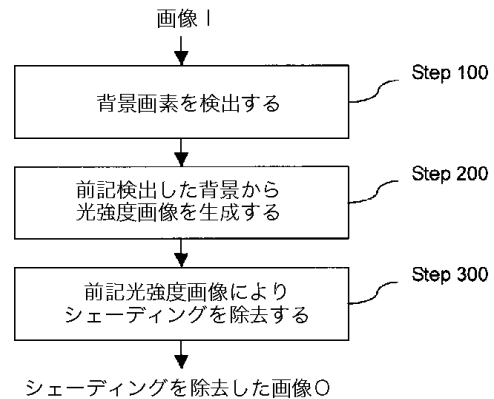 画像I
背景画素を検出する
Step 100
前記検出した背景から
光強度画像を生成する
Step 200
前記光強度画像により
シェーディングを除去する
Step 300
シェーディングを除去した画像O